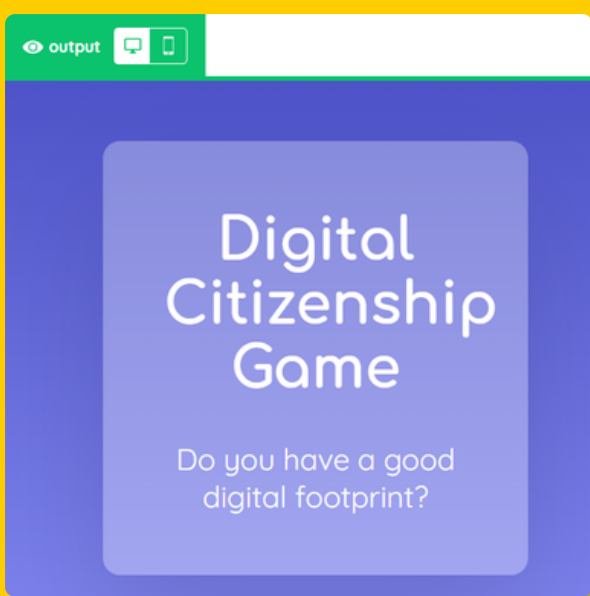 output
Digital
Citizenship
Game
Do you have a good
digital footprint?